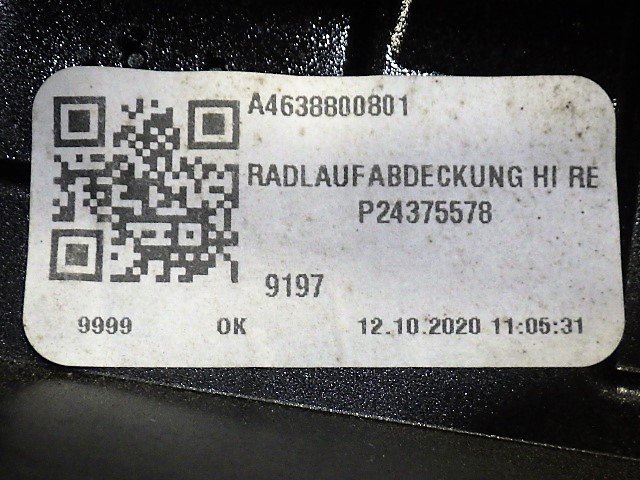 A4638800801
RADLAUFABDECKUNG HI RE
P24375578
9197
9999 OK 12.10.2020 11:05:31